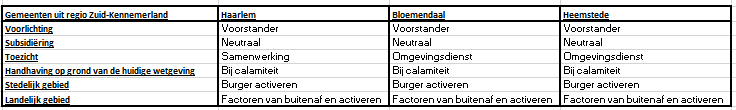 Gemeenten uit regio Zuid-Kennemerland Haarlem Bloemendaal Heemstede
Voorlichting Voorstander Voorstander Voorstander
Subsidiëring Neutraal Neutraal Neutraal
Toezicht Samenwerking Omgevingsdienst Omgevingsdienst
Handhaving op grond van de huidige wetgeving Bij calamiteit Bij calamiteit Bij calamiteit
Stedelijk gebied Burger activeren Burger activeren Burger activeren
Landelijk gebied Factoren van buitenaf en activeren Factoren van buitenaf en activeren Factoren van buitenaf en activeren